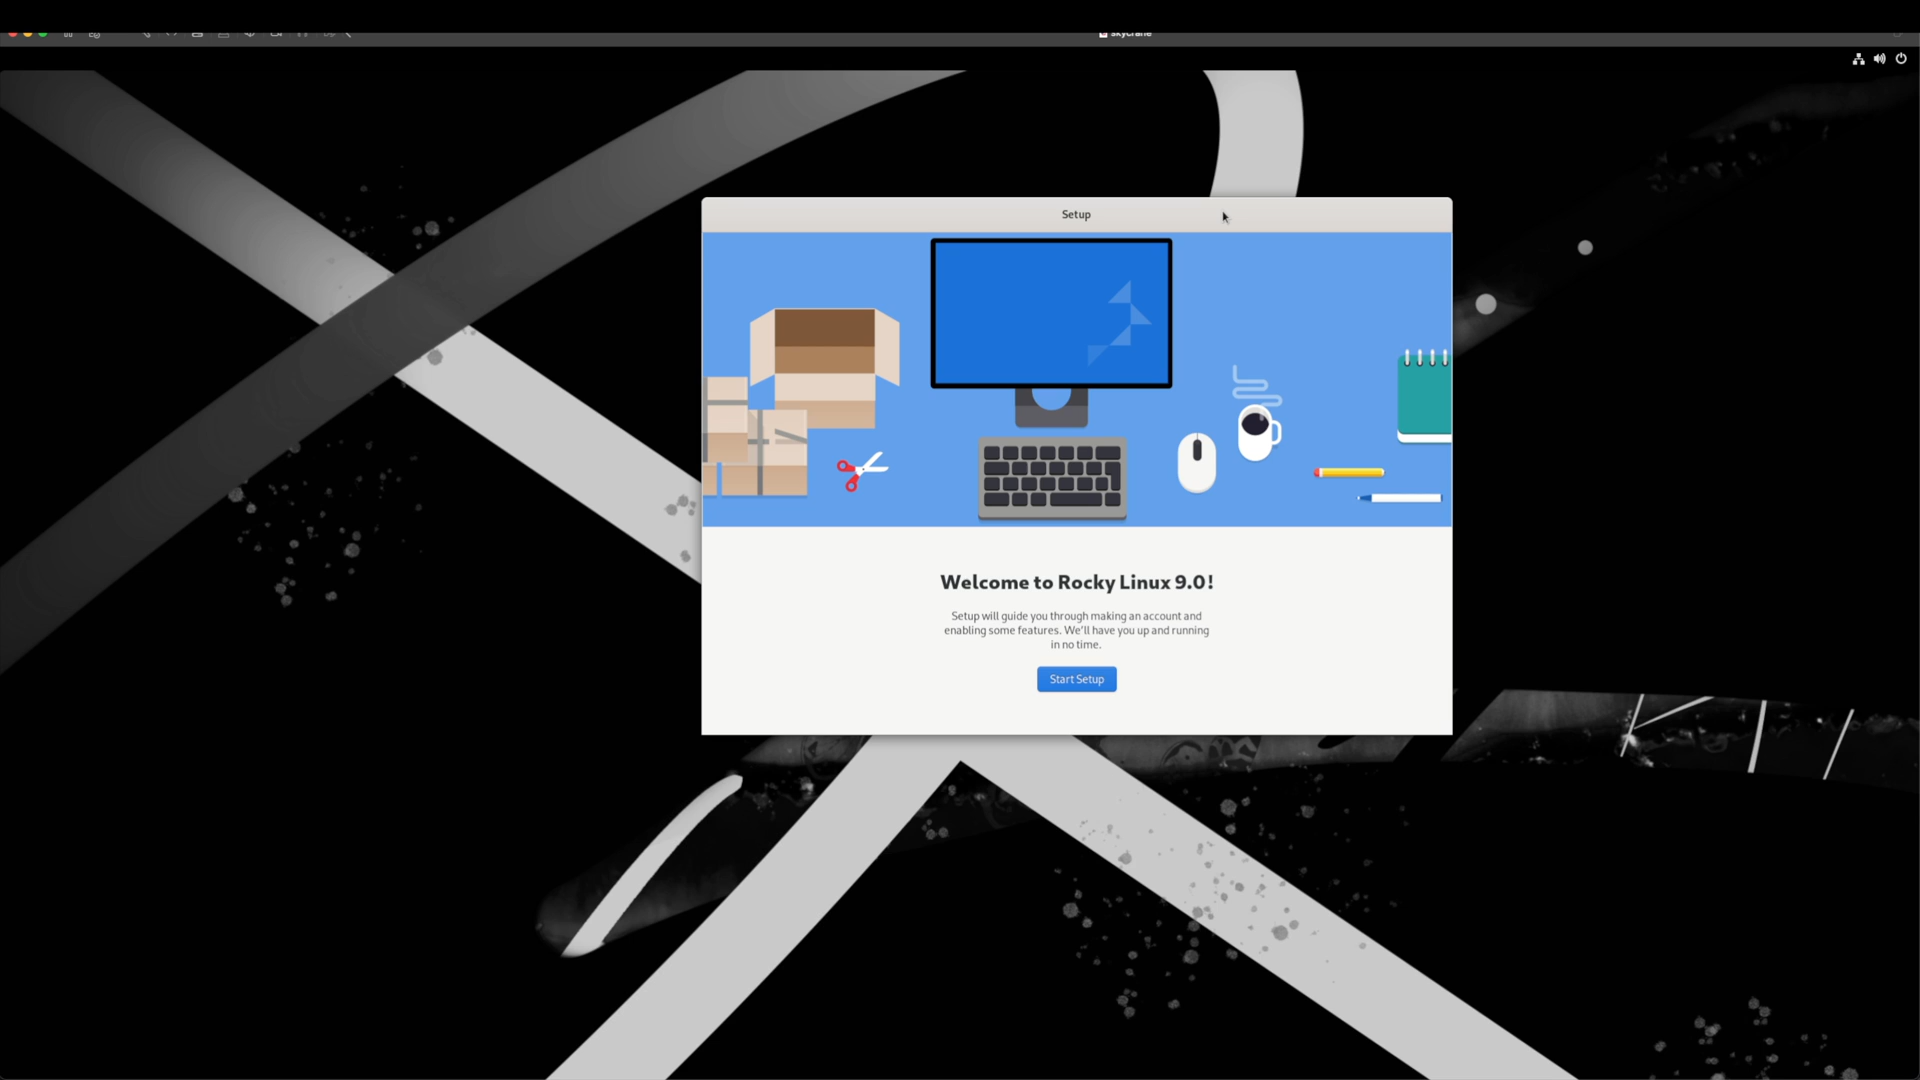 skycrane
Setup
Welcome to Rocky Linux 9.0!
Setup will guide you through making an account and
enabling some features. We'll have you up and running
in no time.
Start Setup